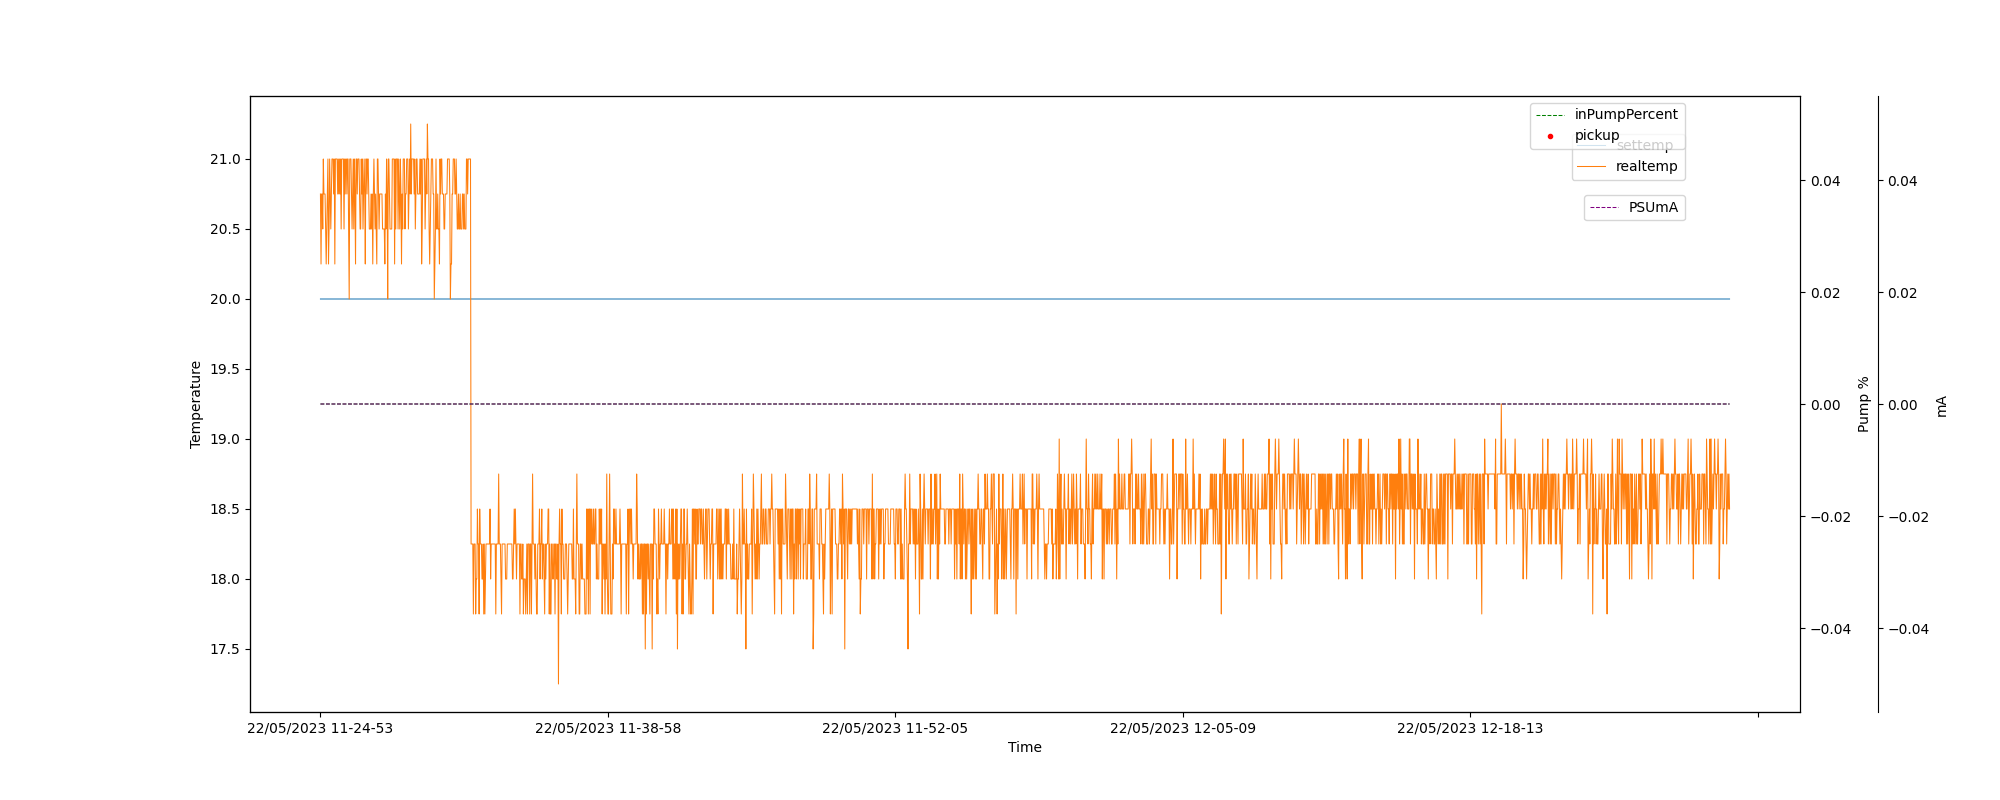 inPumpPercent
pickup
settemp
realtemp
PSUmA
21.0
20.5
20.0
19.5
19.0
18.5
18.0
17.5
Temperature
0.04
0.02
0.00
−0.02
−0.04
Pump %
0.04
0.02
0.00
−0.02
−0.04
mA
22/05/2023 11-24-53
22/05/2023 11-38-58
22/05/2023 11-52-05
22/05/2023 12-05-09
22/05/2023 12-18-13
Time